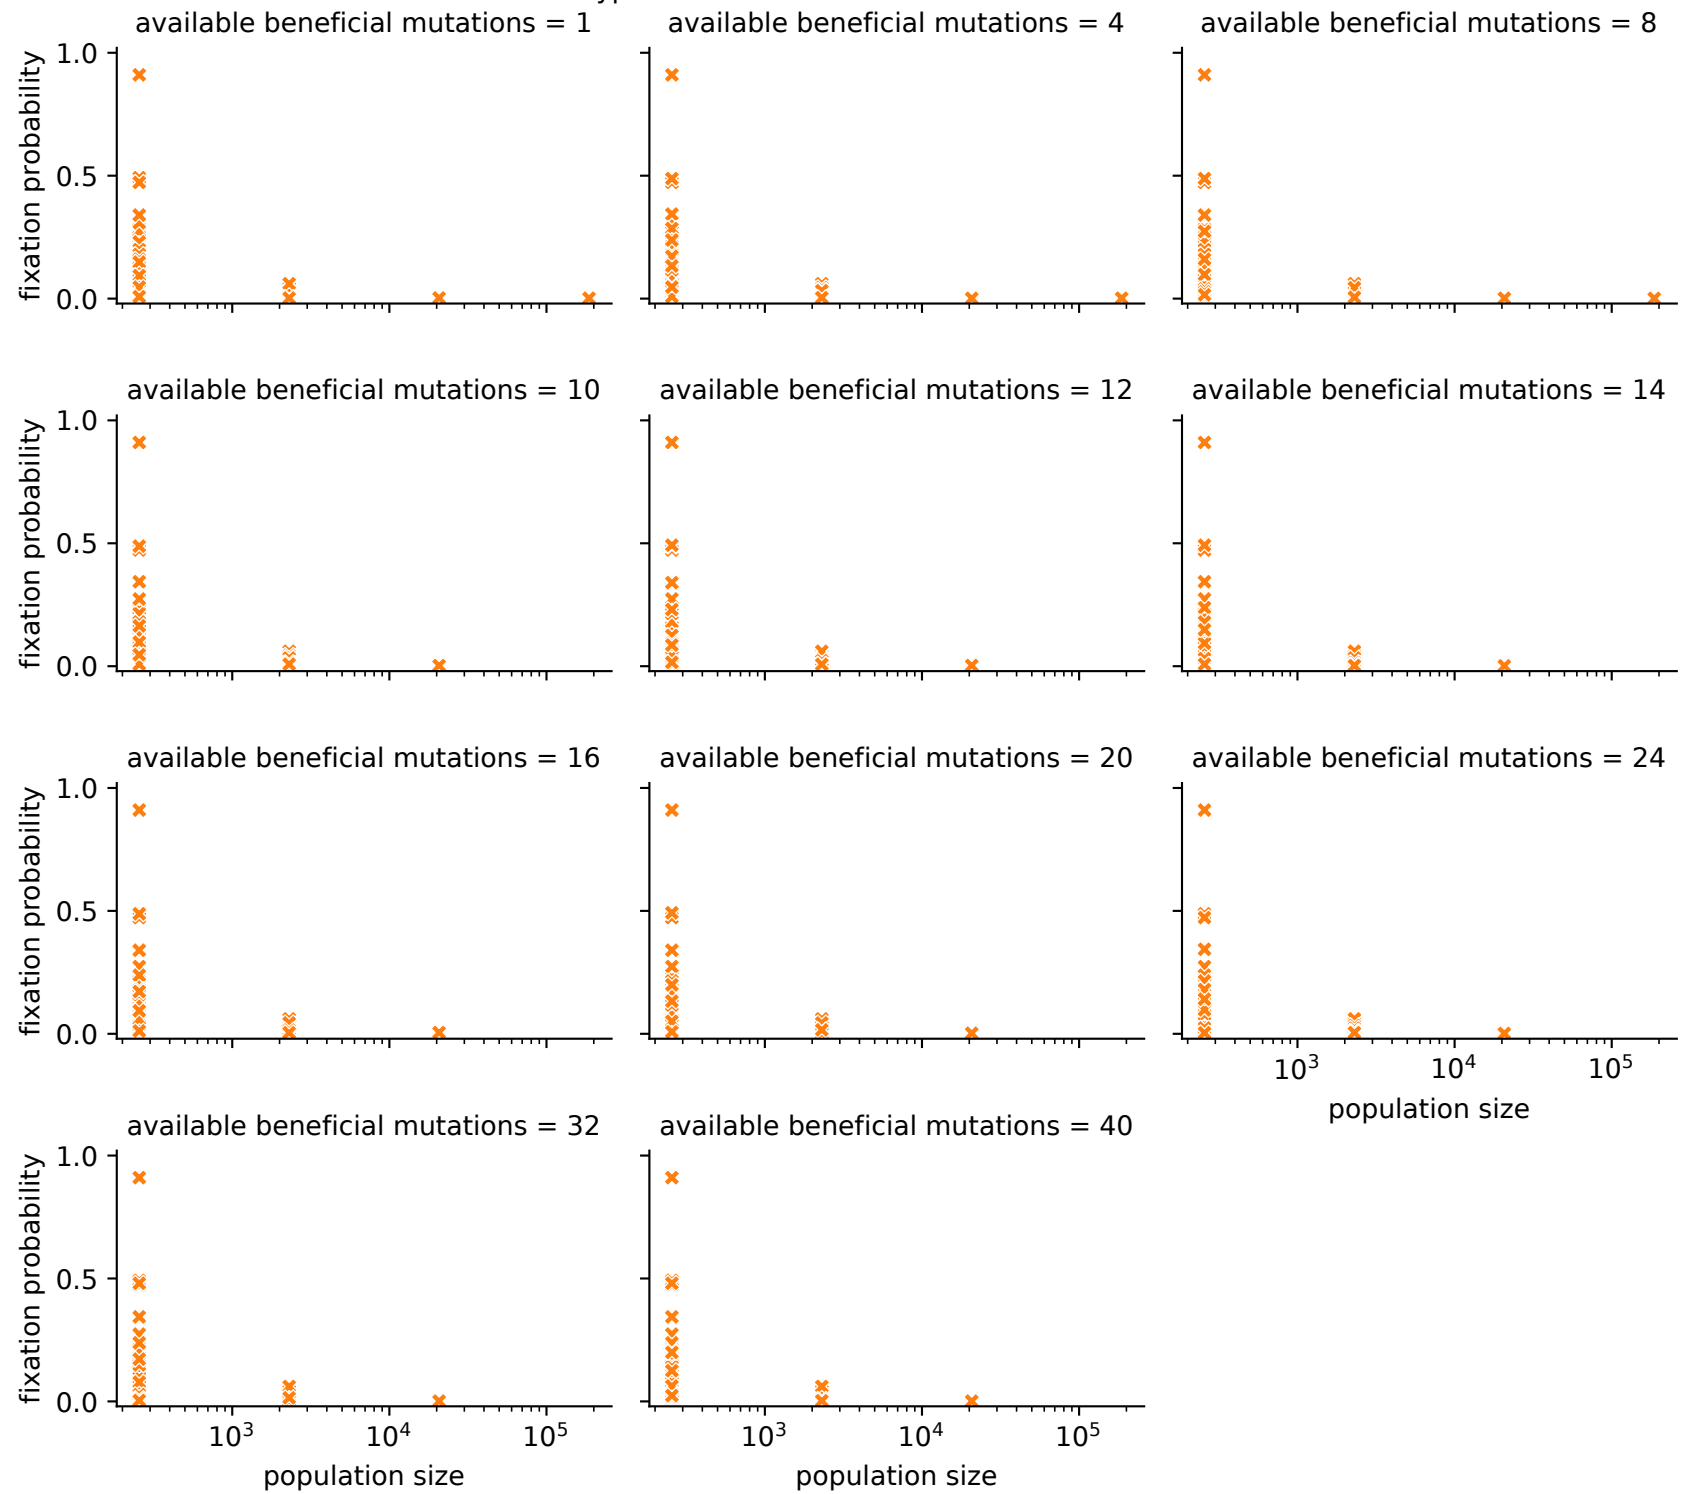 available beneficial mutations = 1
available beneficial mutations = 4
available beneficial mutations = 8
fixation probability
1.0
0.5
0.0
available beneficial mutations = 10
available beneficial mutations = 12
available beneficial mutations = 14
fixation probability
1.0
0.5
0.0
available beneficial mutations = 16
available beneficial mutations = 20
available beneficial mutations = 24
fixation probability
1.0
0.5
0.0
10³ 10⁴ 10⁵
population size
available beneficial mutations = 32
available beneficial mutations = 40
fixation probability
1.0
0.5
0.0
10³ 10⁴ 10⁵
population size
10³ 10⁴ 10⁵
population size